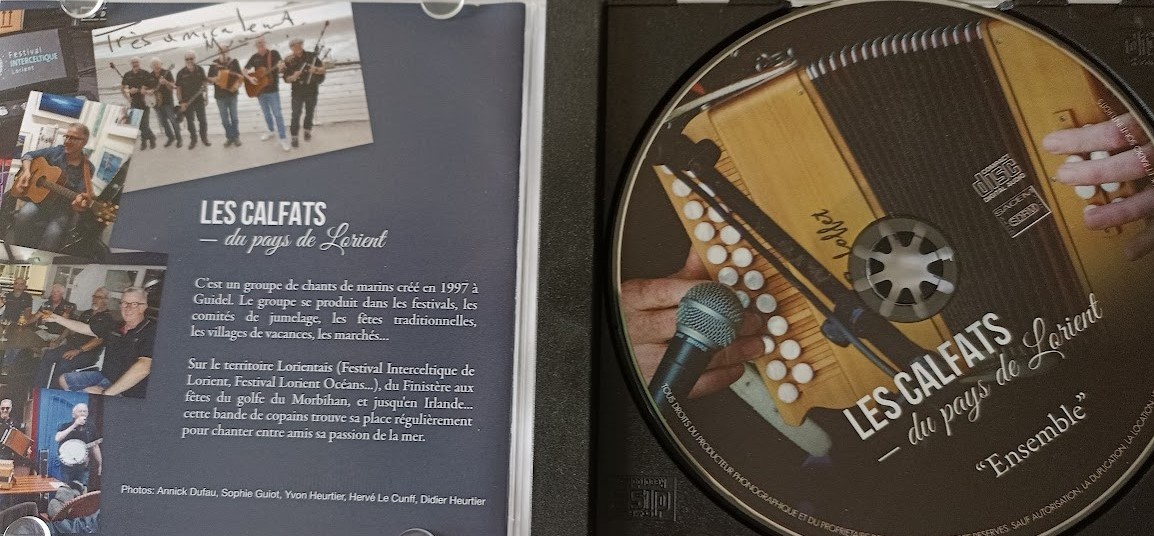 Festival
INTERCELTIQUE
Lorient
Très amicalement.
LES CALFATS
— du pays de Lorient
C'est un groupe de chants de marins créé en 1997 à
Guidel. Le groupe se produit dans les festivals, les
comités de jumelage, les fêtes traditionnelles,
les villages de vacances, les marchés...
Sur le territoire Lorientais (Festival Interceltique de
Lorient, Festival Lorient Océans...), du Finistère aux
fêtes du golfe du Morbihan, et jusqu'en Irlande...
cette bande de copains trouve sa place régulièrement
pour chanter entre amis sa passion de la mer.
Photos: Annick Dufau, Sophie Guiot, Yvon Heurtier, Hervé Le Cunff, Didier Heurtier
COMPACT
disc
DIGITAL AUDIO
SACEM
SDRM
LES CALFATS
— du pays de Lorient
“Ensemble”
TOUS DROITS DU PRODUCTEUR PHONOGRAPHIQUE ET DU PROPRIETAIRE DE RESERVES. SAUF AUTORISATION, LA DUPLICATION, LA LOCATION,